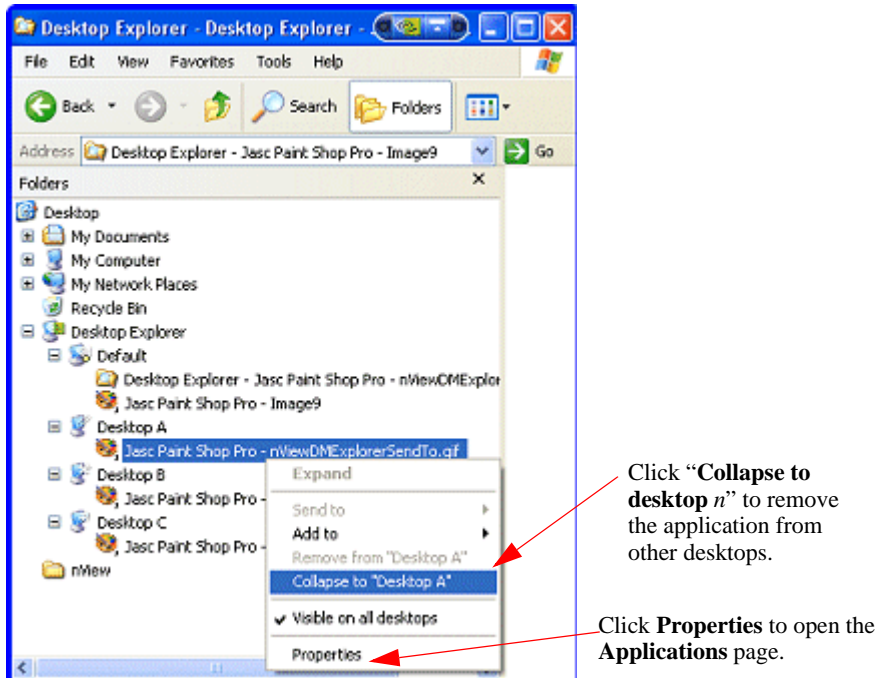 Desktop Explorer - Desktop Explorer -
File Edit View Favorites Tools Help
Back Search Folders
Address Desktop Explorer - Jasc Paint Shop Pro - Image9 Go
Folders
Desktop
My Documents
My Computer
My Network Places
Recycle Bin
Desktop Explorer
Default
Desktop Explorer - Jasc Paint Shop Pro - nViewDMExplor
Jasc Paint Shop Pro - Image9
Desktop A
Jasc Paint Shop Pro - nViewDMExplorerSendTo.gif
Desktop B
Jasc Paint Shop Pro -
Desktop C
Jasc Paint Shop Pro -
nView
Expand
Send to
Add to
Remove from "Desktop A"
Collapse to "Desktop A"
Visible on all desktops
Properties
Click “Collapse to
desktop n” to remove
the application from
other desktops.
Click Properties to open the
Applications page.